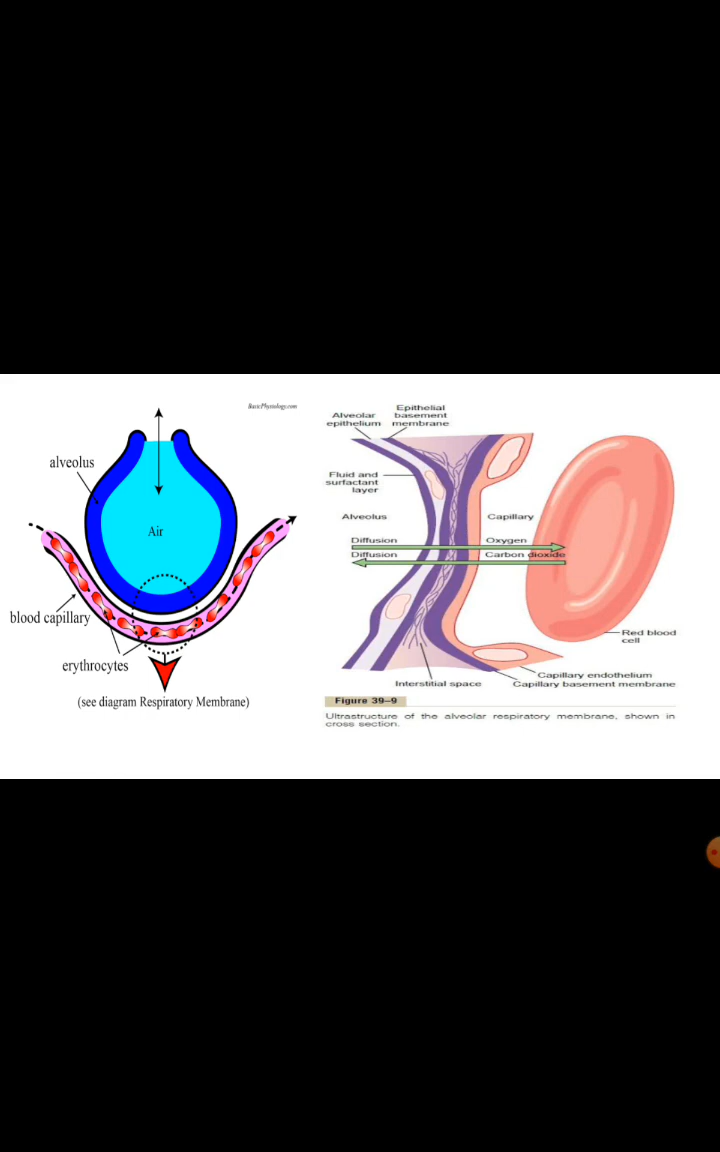 BasicPhysiology.com
alveolus
Air
blood capillary
erythrocytes
(see diagram Respiratory Membrane)
Epithelial
basement
membrane
Alveolar
epithelium
Fluid and
surfactant
layer
Alveolus
Capillary
Diffusion
Oxygen
Diffusion
Carbon dioxide
Red blood
cell
Capillary endothelium
Interstitial space
Capillary basement membrane
Figure 39–9
Ultrastructure of the alveolar respiratory membrane, shown in
cross section.